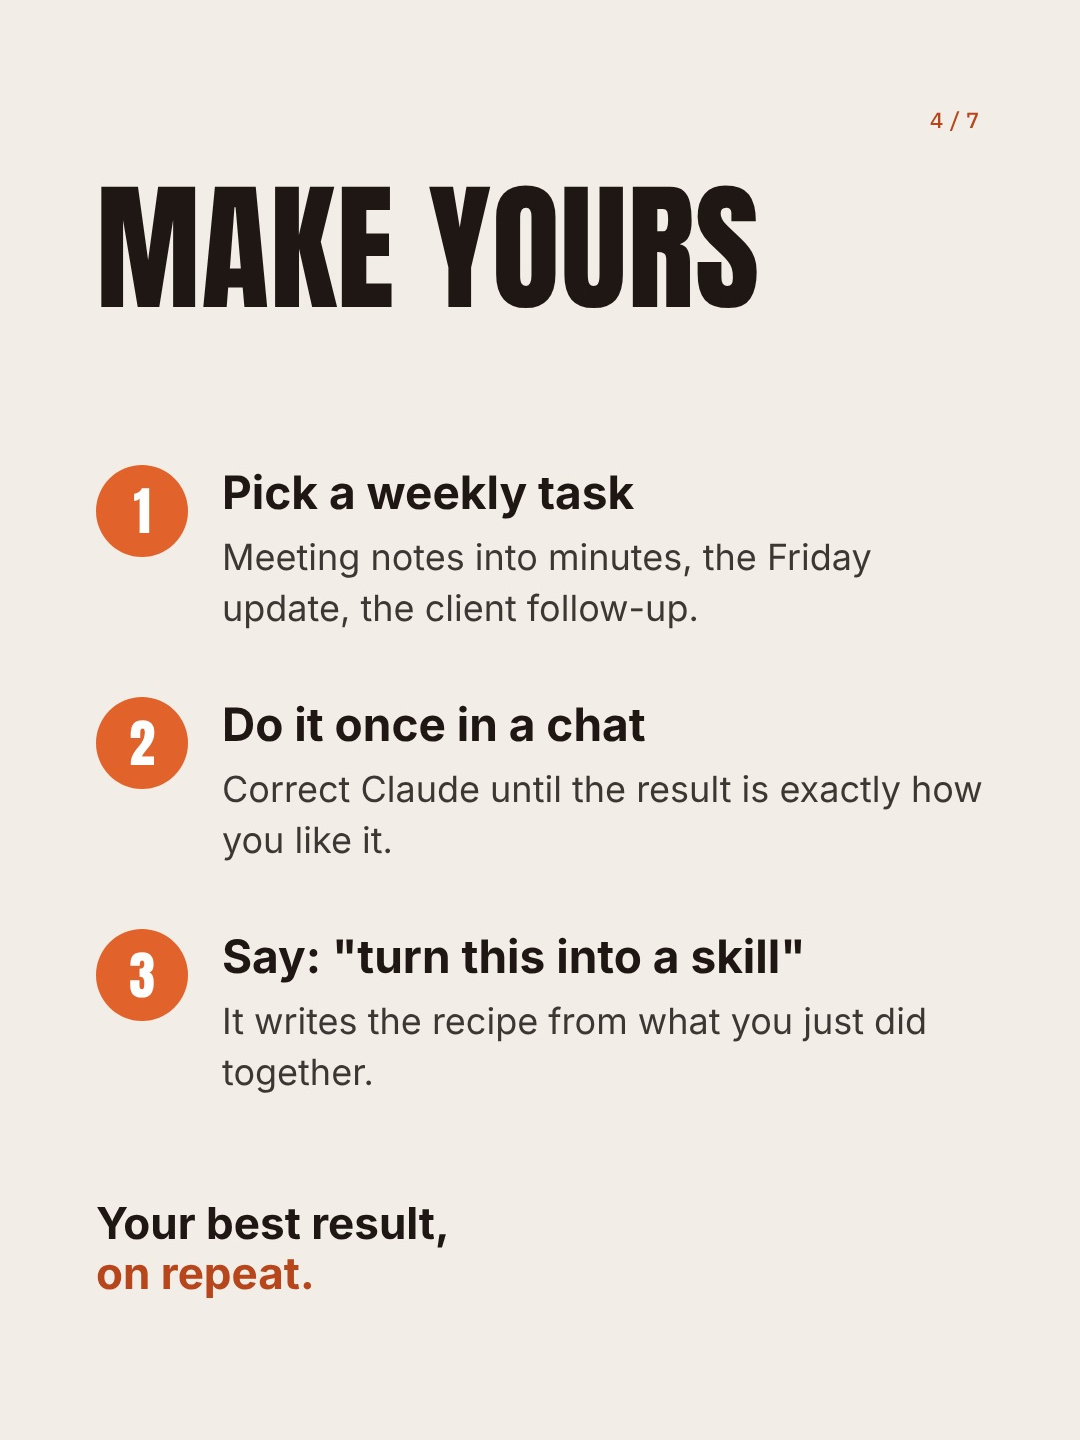 4 / 7
MAKE YOURS
1
Pick a weekly task
Meeting notes into minutes, the Friday
update, the client follow-up.
2
Do it once in a chat
Correct Claude until the result is exactly how
you like it.
3
Say: "turn this into a skill"
It writes the recipe from what you just did
together.
Your best result,
on repeat.